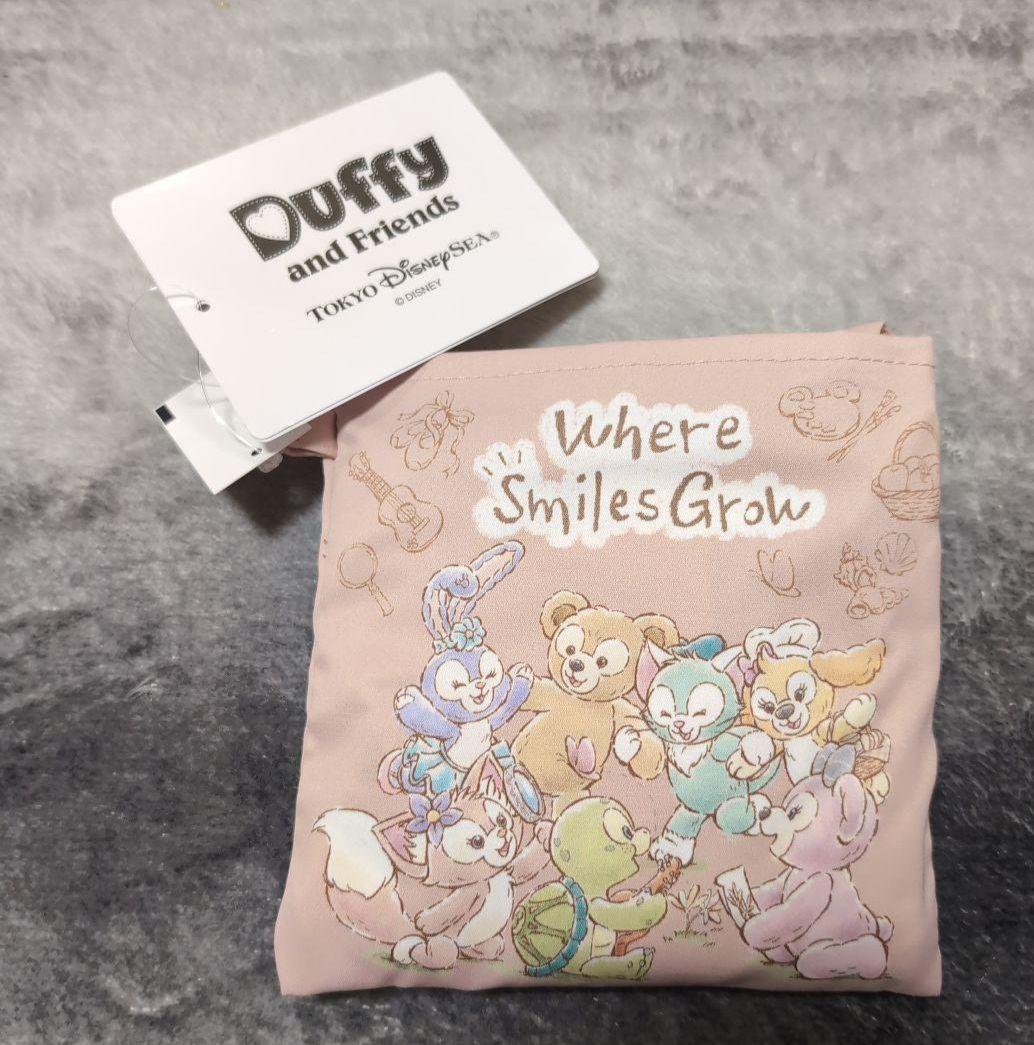 Duffy
and Friends
TOKYO DISNEYSEA®
© DISNEY
Where
Smiles Grow